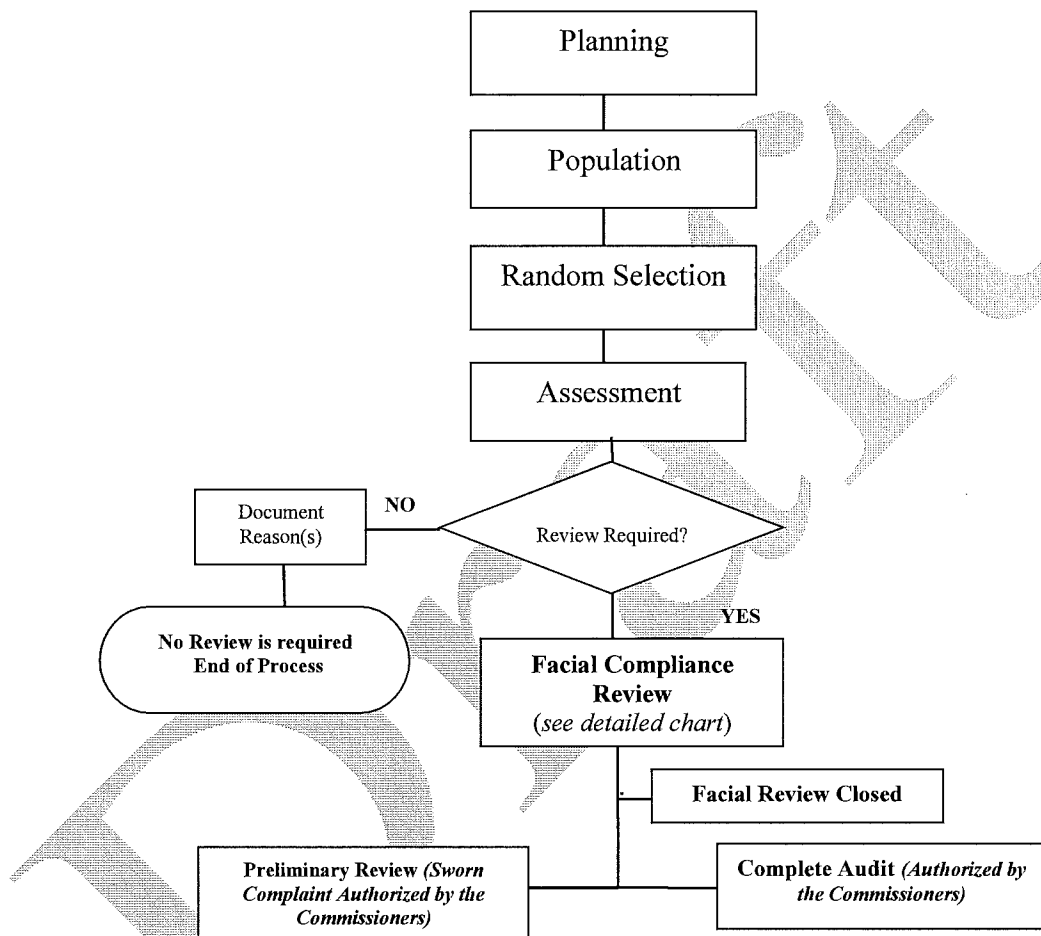 Planning
Population
Random Selection
Assessment
Review Required?
NO
Document
Reason(s)
No Review is required
End of Process
YES
Facial Compliance
Review
(see detailed chart)
Facial Review Closed
Preliminary Review (Sworn
Complaint Authorized by the
Commissioners)
Complete Audit (Authorized by
the Commissioners)
Draft